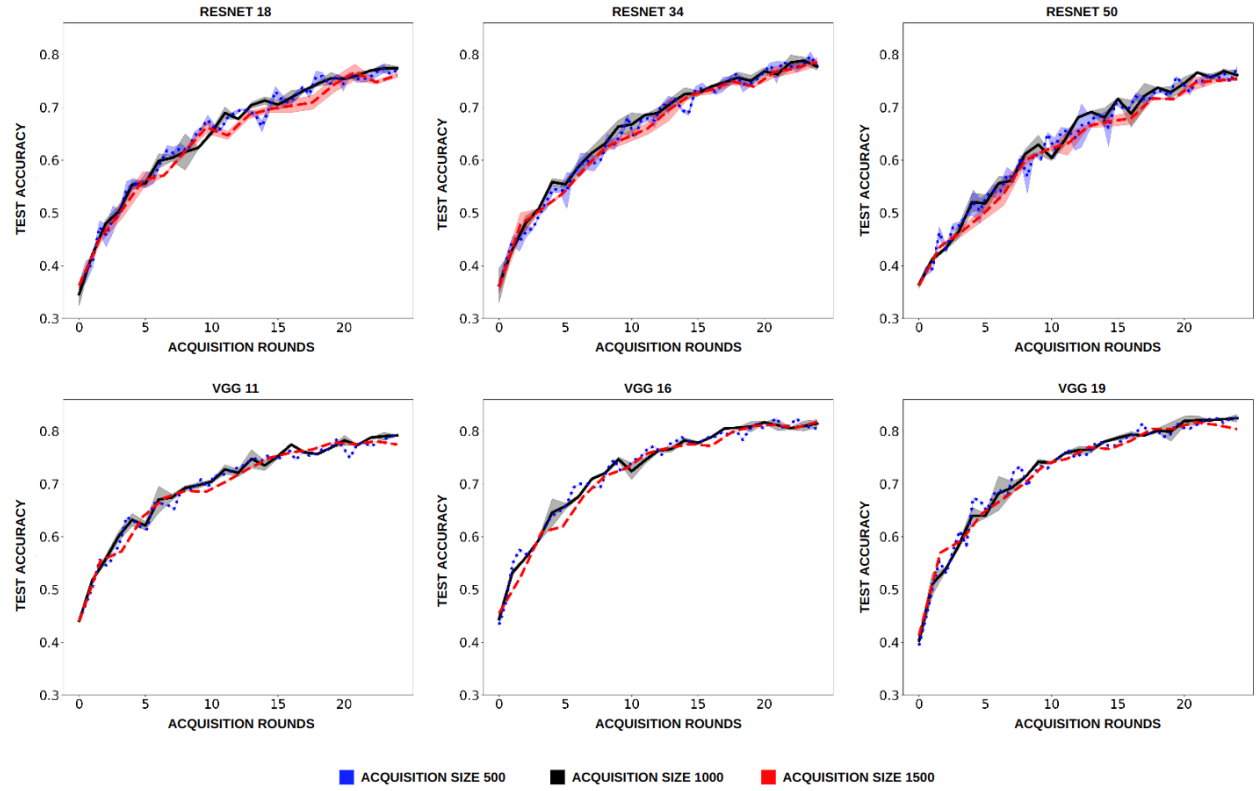 RESNET 18
RESNET 34
RESNET 50
TEST ACCURACY
0.8
0.7
0.6
0.5
0.4
0.3
0 5 10 15 20
ACQUISITION ROUNDS
TEST ACCURACY
0.8
0.7
0.6
0.5
0.4
0.3
0 5 10 15 20
ACQUISITION ROUNDS
TEST ACCURACY
0.8
0.7
0.6
0.5
0.4
0.3
0 5 10 15 20
ACQUISITION ROUNDS
VGG 11
VGG 16
VGG 19
TEST ACCURACY
0.8
0.7
0.6
0.5
0.4
0.3
0 5 10 15 20
ACQUISITION ROUNDS
TEST ACCURACY
0.8
0.7
0.6
0.5
0.4
0.3
0 5 10 15 20
ACQUISITION ROUNDS
TEST ACCURACY
0.8
0.7
0.6
0.5
0.4
0.3
0 5 10 15 20
ACQUISITION ROUNDS
ACQUISITION SIZE 500 ACQUISITION SIZE 1000 ACQUISITION SIZE 1500